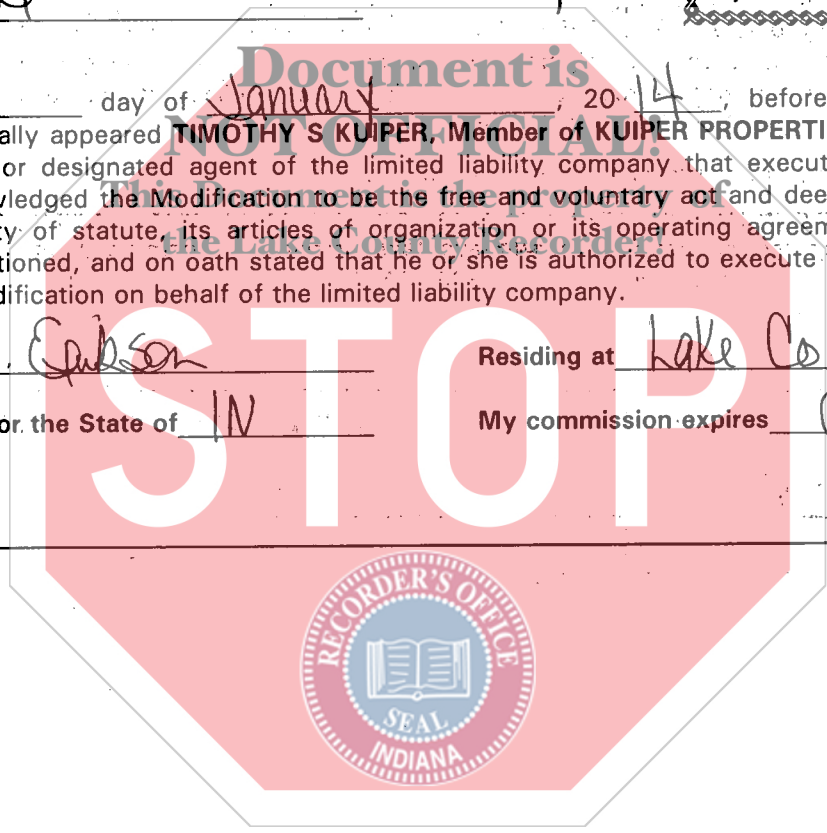 Document is
day of January, 20 14, before
ally appeared TIMOTHY S KUIPER, Member of KUIPER PROPERTI
NOT OFFICIAL!
or designated agent of the limited liability company that execut
ledged the Modification to be the free and voluntary act and dee
This Document is the property of
y of statute, its articles of organization or its operating agreem
the Lake County Recorder!
tioned, and on oath stated that he or she is authorized to execute
dification on behalf of the limited liability company.
Erikson Residing at Lake Co
or the State of IN My commission expires
STOP
RECORDER'S OFFICE
SEAL
INDIANA